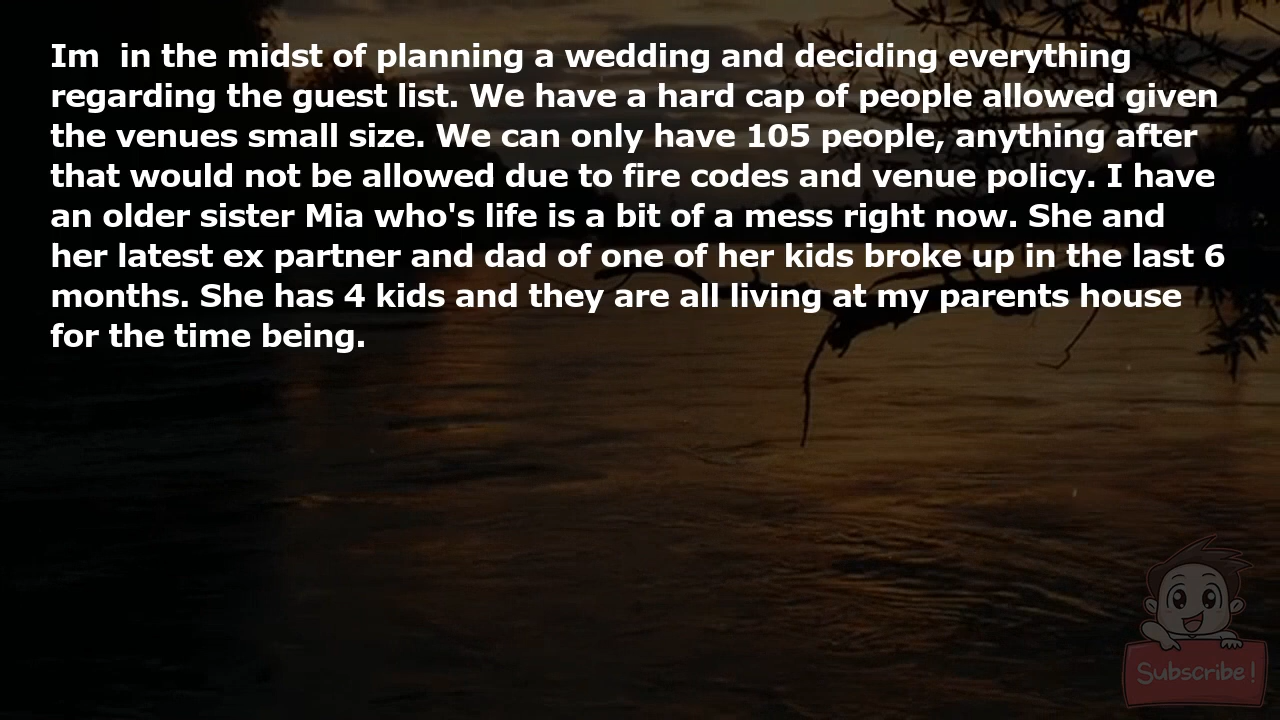 Im  in the midst of planning a wedding and deciding everything
regarding the guest list. We have a hard cap of people allowed given
the venues small size. We can only have 105 people, anything after
that would not be allowed due to fire codes and venue policy. I have
an older sister Mia who's life is a bit of a mess right now. She and
her latest ex partner and dad of one of her kids broke up in the last 6
months. She has 4 kids and they are all living at my parents house
for the time being.
Subscribe!